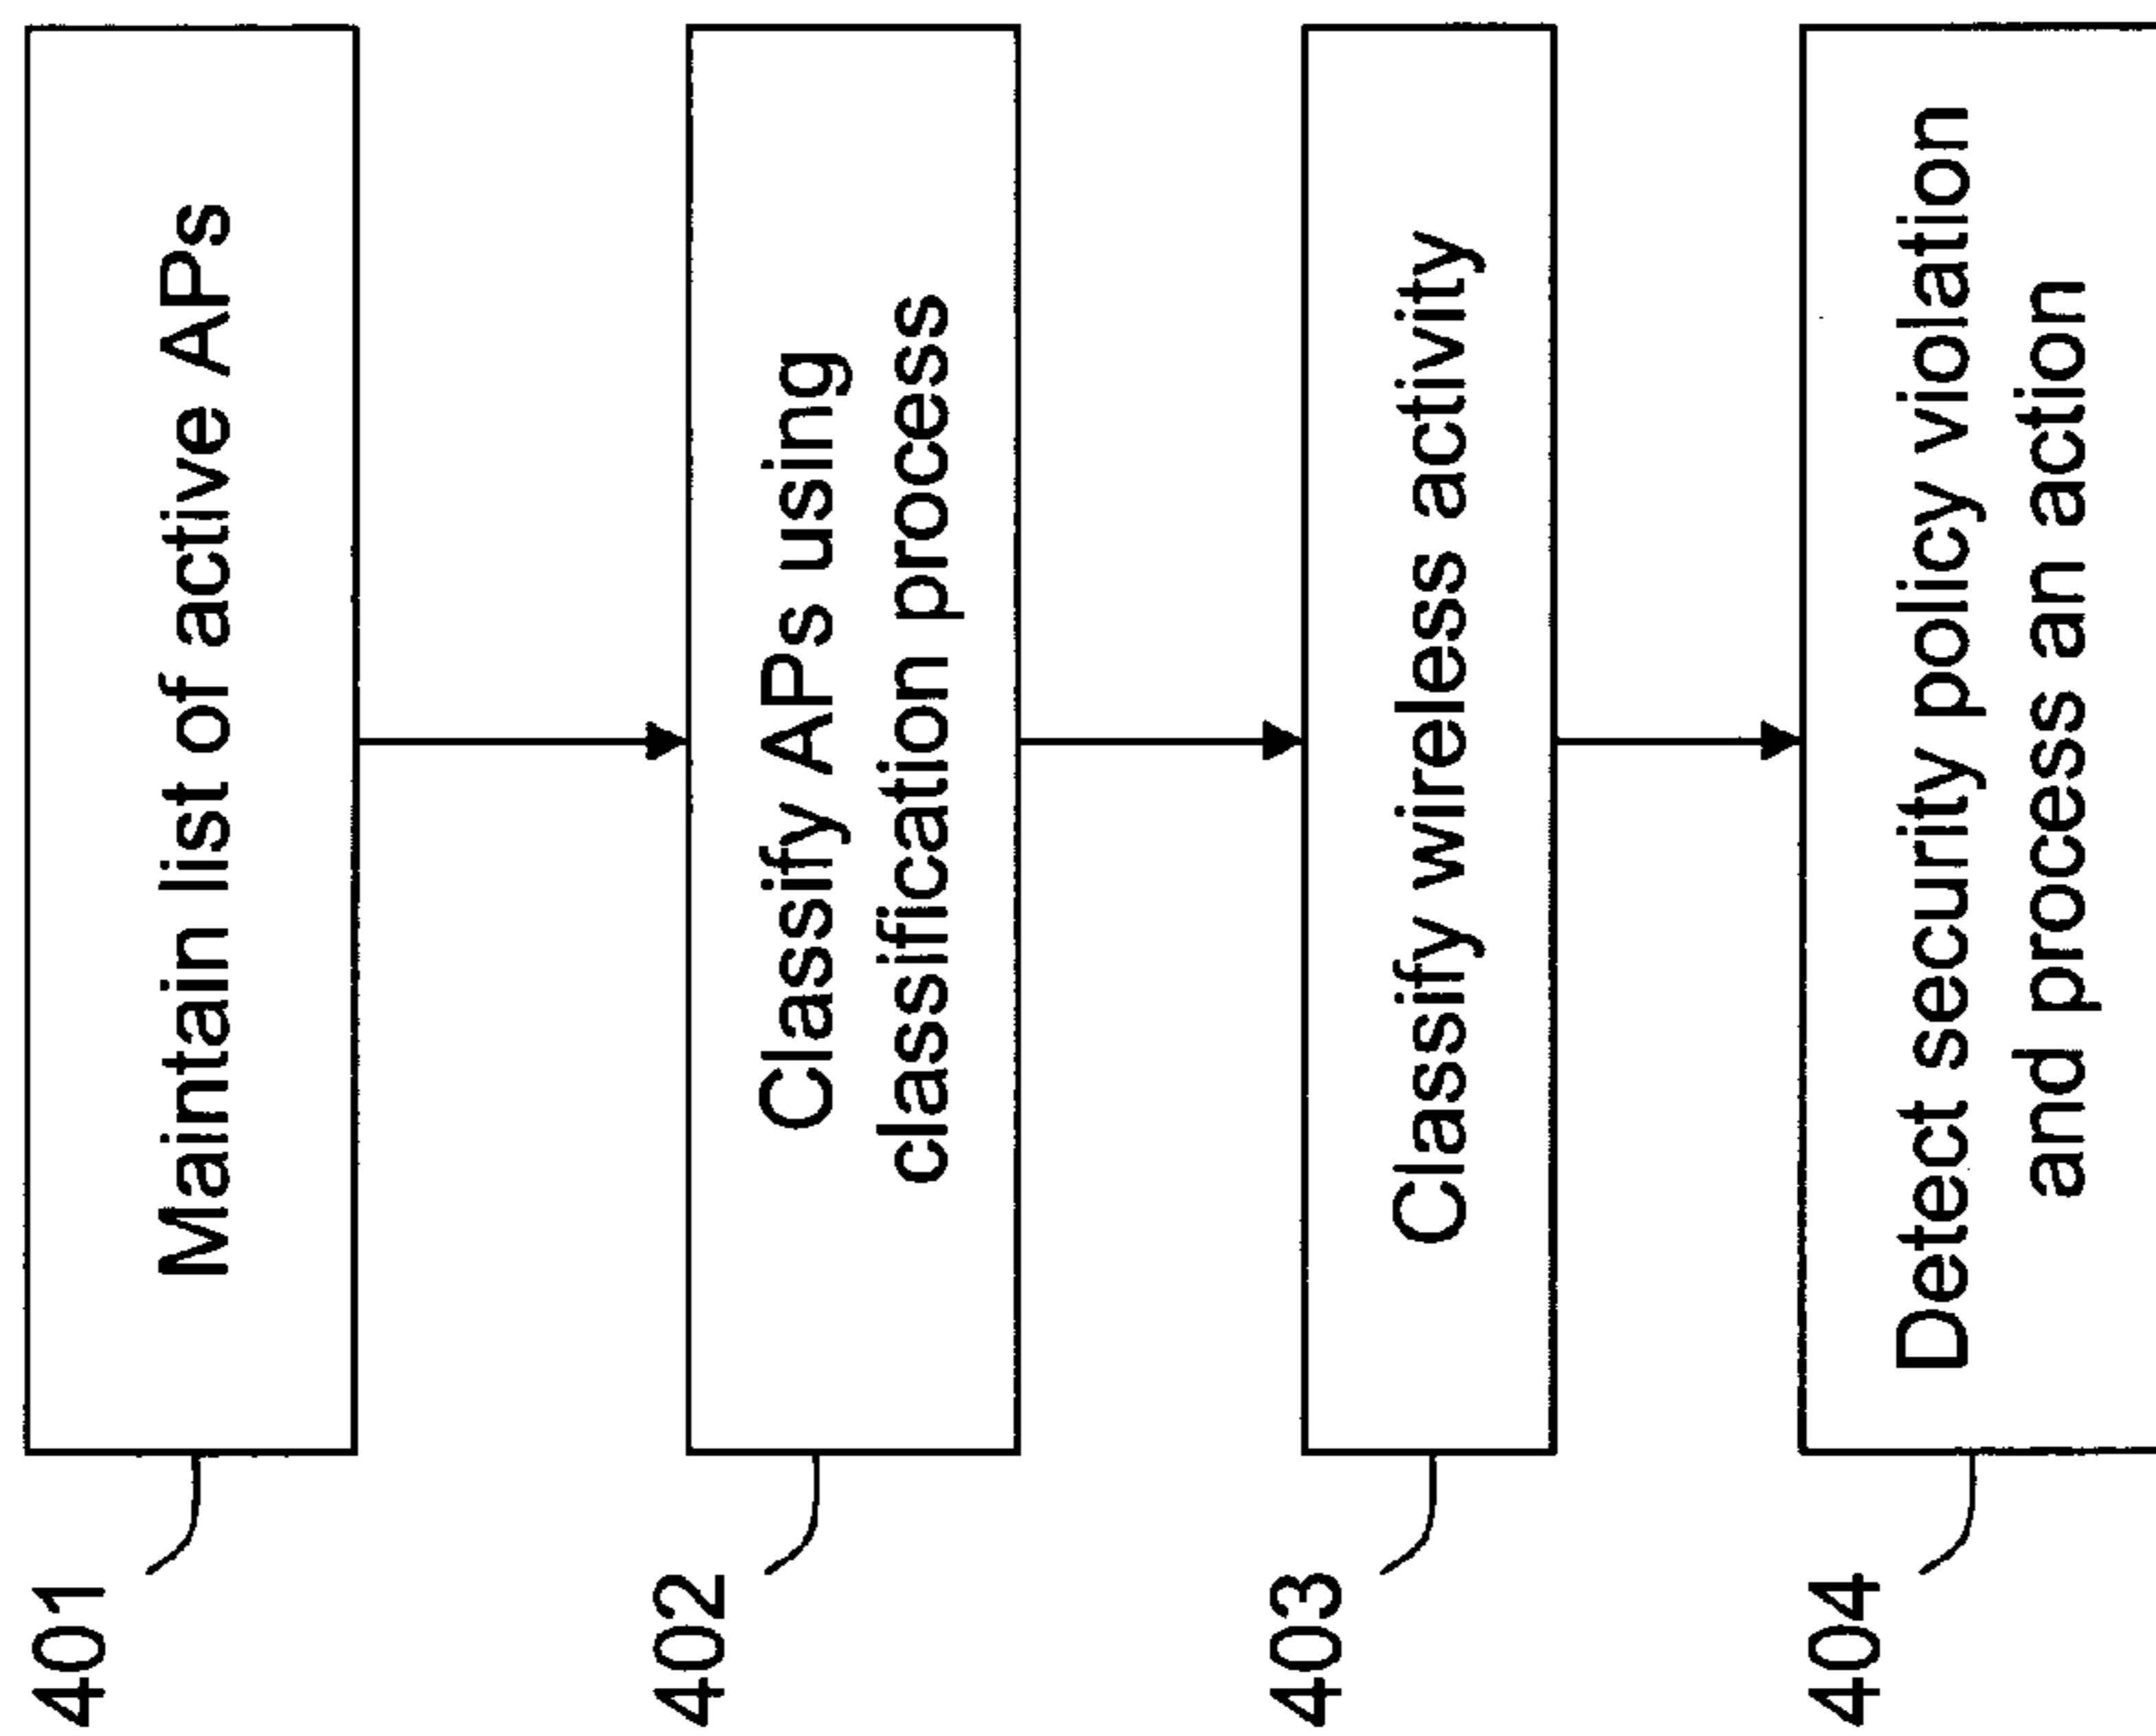 401
Maintain list of active APs
402
Classify APs using
classification process
403
Classify wireless activity
404
Detect security policy violation
and process an action